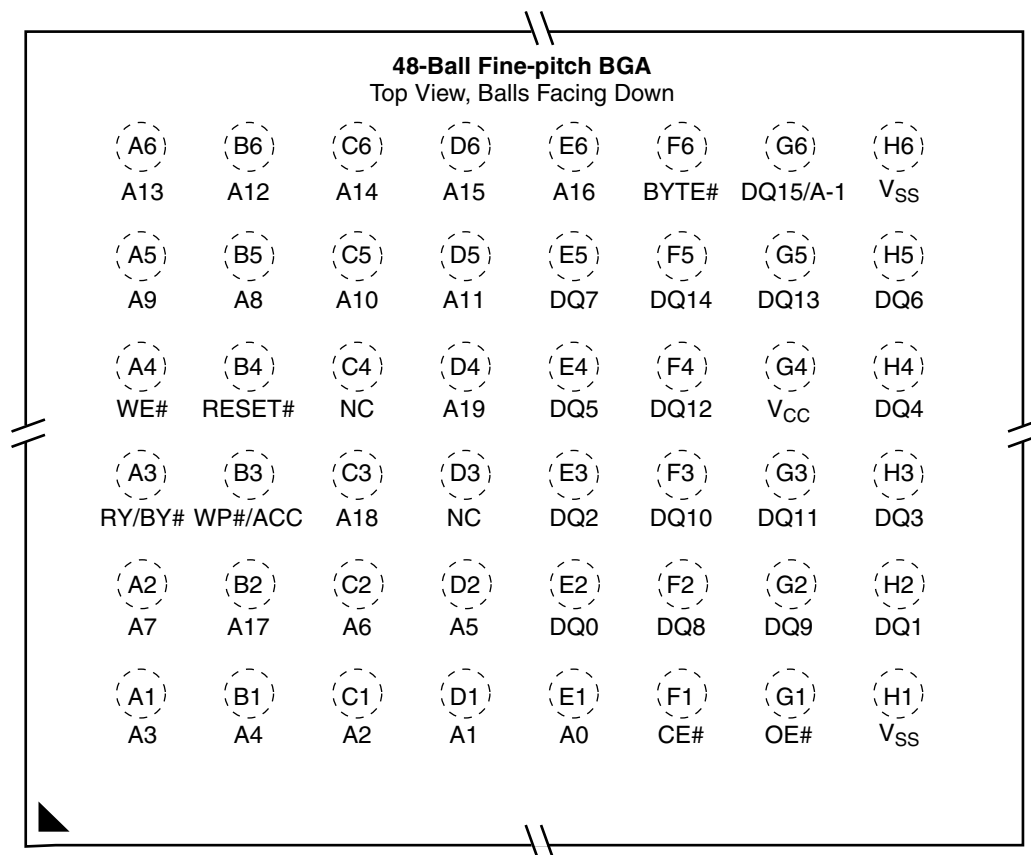 48-Ball Fine-pitch BGA
Top View, Balls Facing Down
A6 B6 C6 D6 E6 F6 G6 H6
A13 A12 A14 A15 A16 BYTE# DQ15/A-1 VSS
A5 B5 C5 D5 E5 F5 G5 H5
A9 A8 A10 A11 DQ7 DQ14 DQ13 DQ6
A4 B4 C4 D4 E4 F4 G4 H4
WE# RESET# NC A19 DQ5 DQ12 VCC DQ4
A3 B3 C3 D3 E3 F3 G3 H3
RY/BY# WP#/ACC A18 NC DQ2 DQ10 DQ11 DQ3
A2 B2 C2 D2 E2 F2 G2 H2
A7 A17 A6 A5 DQ0 DQ8 DQ9 DQ1
A1 B1 C1 D1 E1 F1 G1 H1
A3 A4 A2 A1 A0 CE# OE# VSS